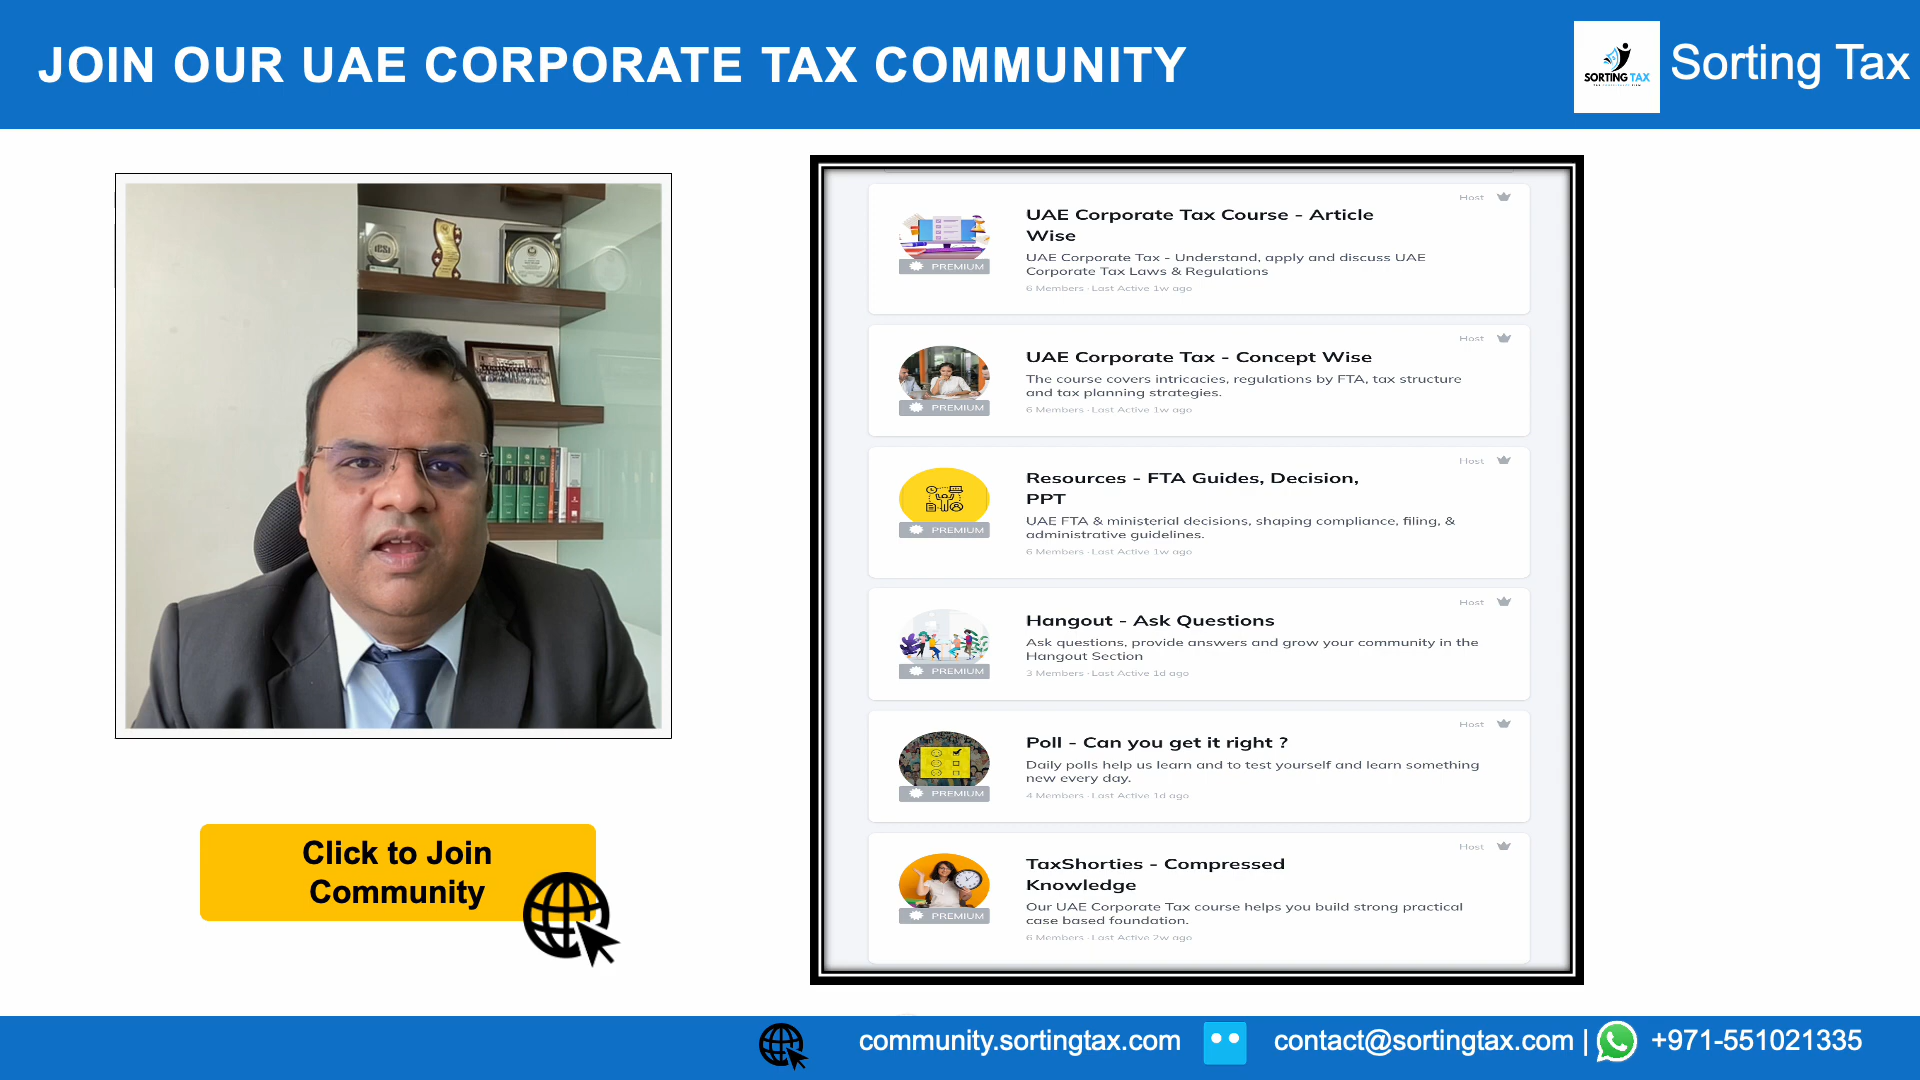 JOIN OUR UAE CORPORATE TAX COMMUNITY
SORTING TAX
Sorting Tax
Host
UAE Corporate Tax Course - Article
Wise
UAE Corporate Tax - Understand, apply and discuss UAE
Corporate Tax Laws & Regulations
6 Members · Last Active 1w ago
PREMIUM
Host
UAE Corporate Tax - Concept Wise
The course covers intricacies, regulations by FTA, tax structure
and tax planning strategies.
6 Members · Last Active 1w ago
PREMIUM
Host
Resources - FTA Guides, Decision,
PPT
UAE FTA & ministerial decisions, shaping compliance, filing, &
administrative guidelines.
6 Members · Last Active 1w ago
PREMIUM
Host
Hangout - Ask Questions
Ask questions, provide answers and grow your community in the
Hangout Section
3 Members · Last Active 1d ago
PREMIUM
Host
Poll - Can you get it right ?
Daily polls help us learn and to test yourself and learn something
new every day.
4 Members · Last Active 1d ago
PREMIUM
Host
TaxShorties - Compressed
Knowledge
Our UAE Corporate Tax course helps you build strong practical
case based foundation.
6 Members · Last Active 2w ago
PREMIUM
Click to Join
Community
community.sortingtax.com
contact@sortingtax.com |
+971-551021335